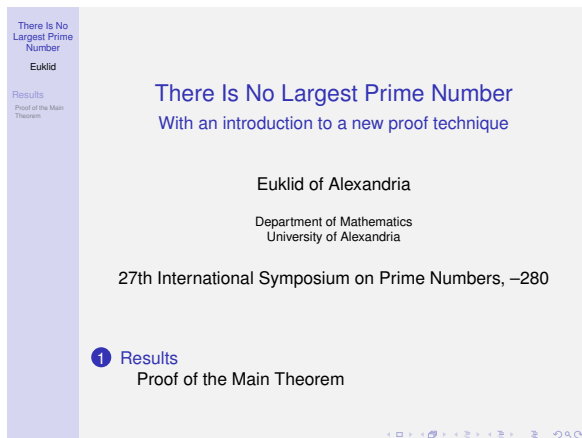 There Is No
Largest Prime
Number
Euklid
Results
Proof of the Main
Theorem
There Is No Largest Prime Number
With an introduction to a new proof technique
Euklid of Alexandria
Department of Mathematics
University of Alexandria
27th International Symposium on Prime Numbers, –280
1 Results
Proof of the Main Theorem